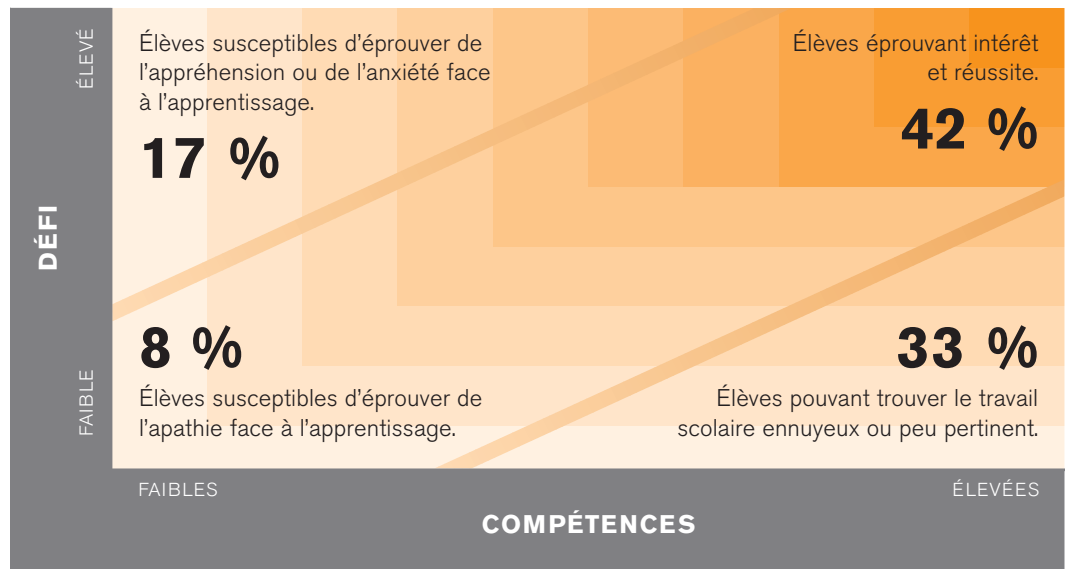 ÉLEVÉ
DÉFI
FAIBLE
Élèves susceptibles d’éprouver de
l’appréhension ou de l’anxiété face
à l’apprentissage.
17 %
Élèves éprouvant intérêt
et réussite.
42 %
8 %
Élèves susceptibles d’éprouver de
l’apathie face à l’apprentissage.
33 %
Élèves pouvant trouver le travail
scolaire ennuyeux ou peu pertinent.
FAIBLES
ÉLEVÉES
COMPÉTENCES